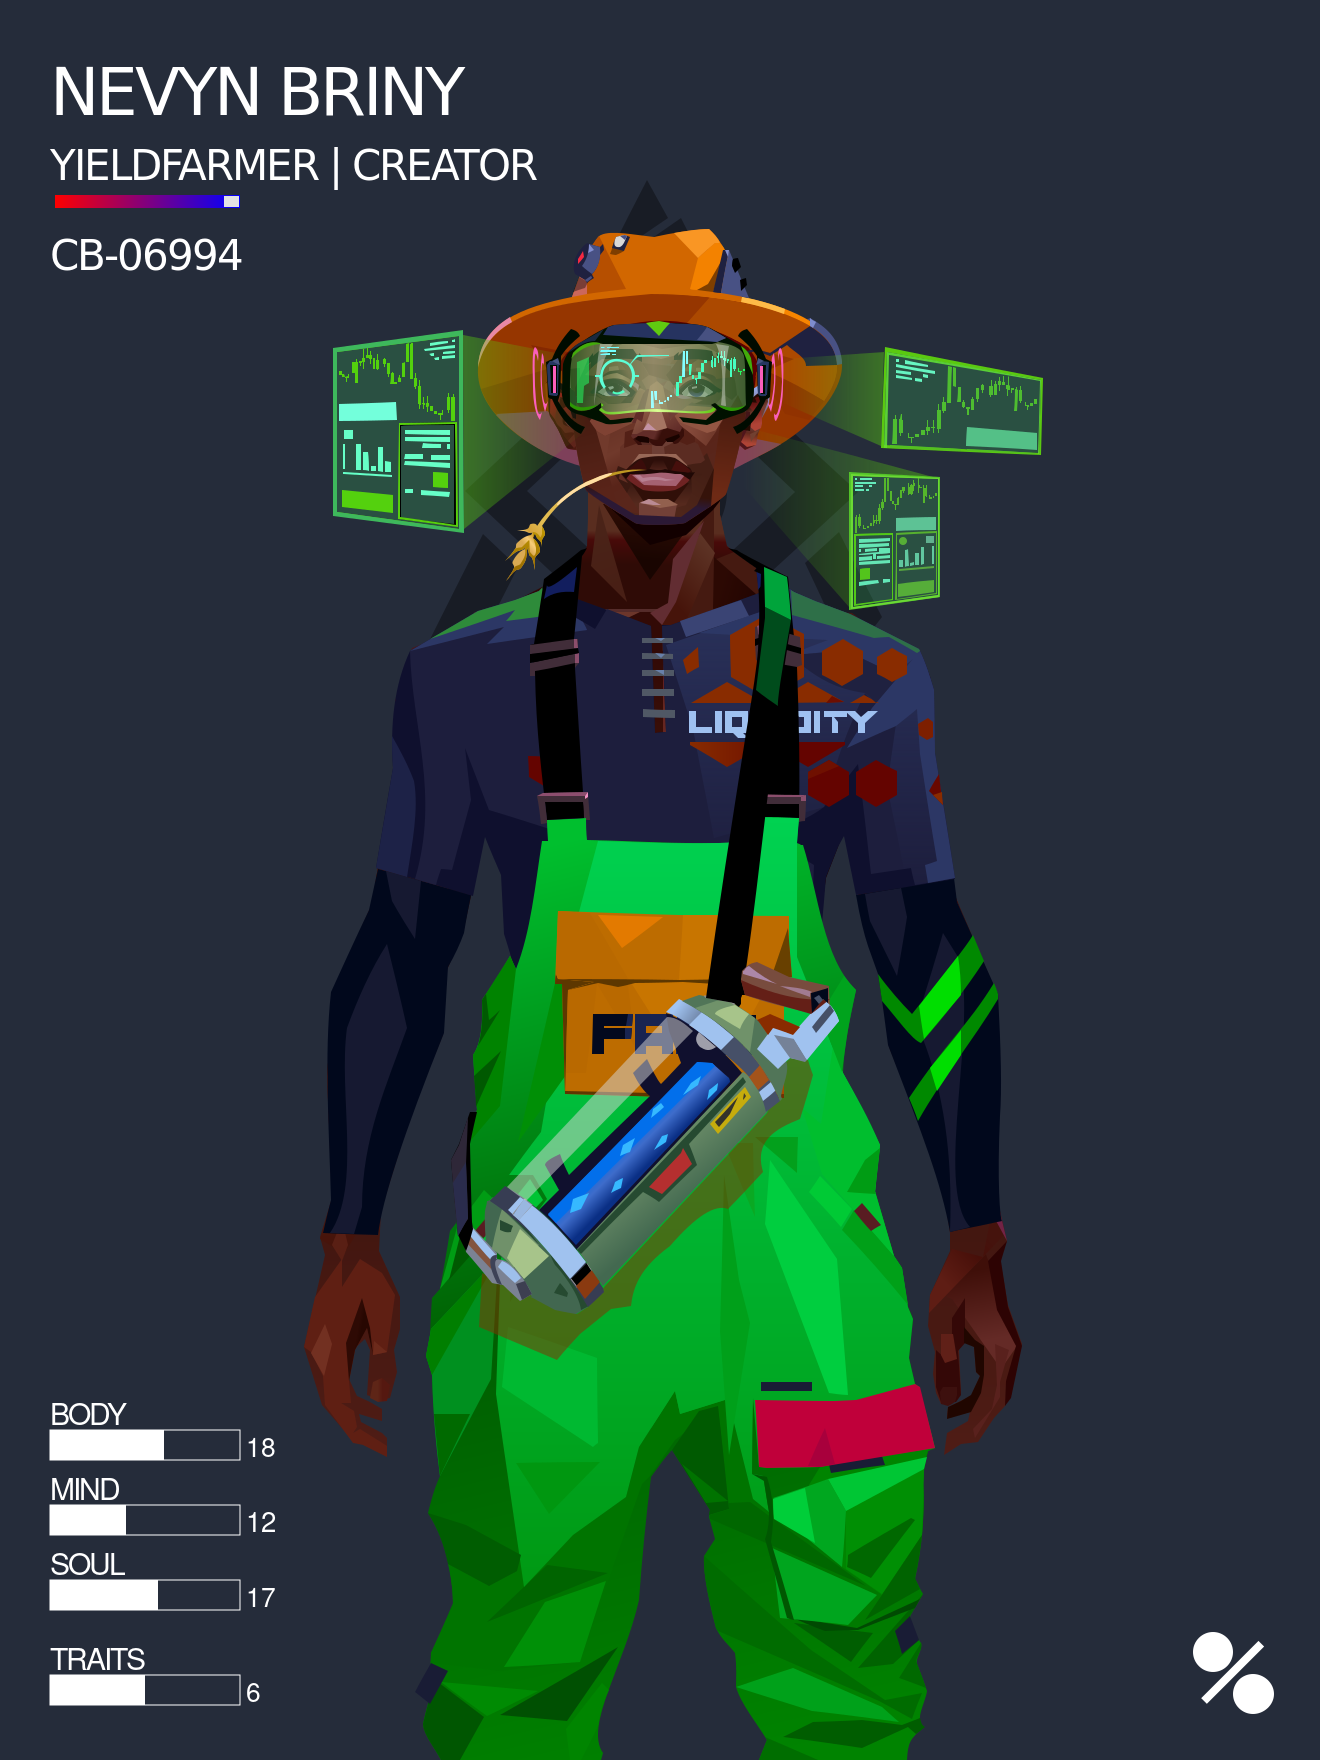 NEVYN BRINY
YIELDFARMER | CREATOR
CB-06994
BODY
18
MIND
12
SOUL
17
TRAITS
6